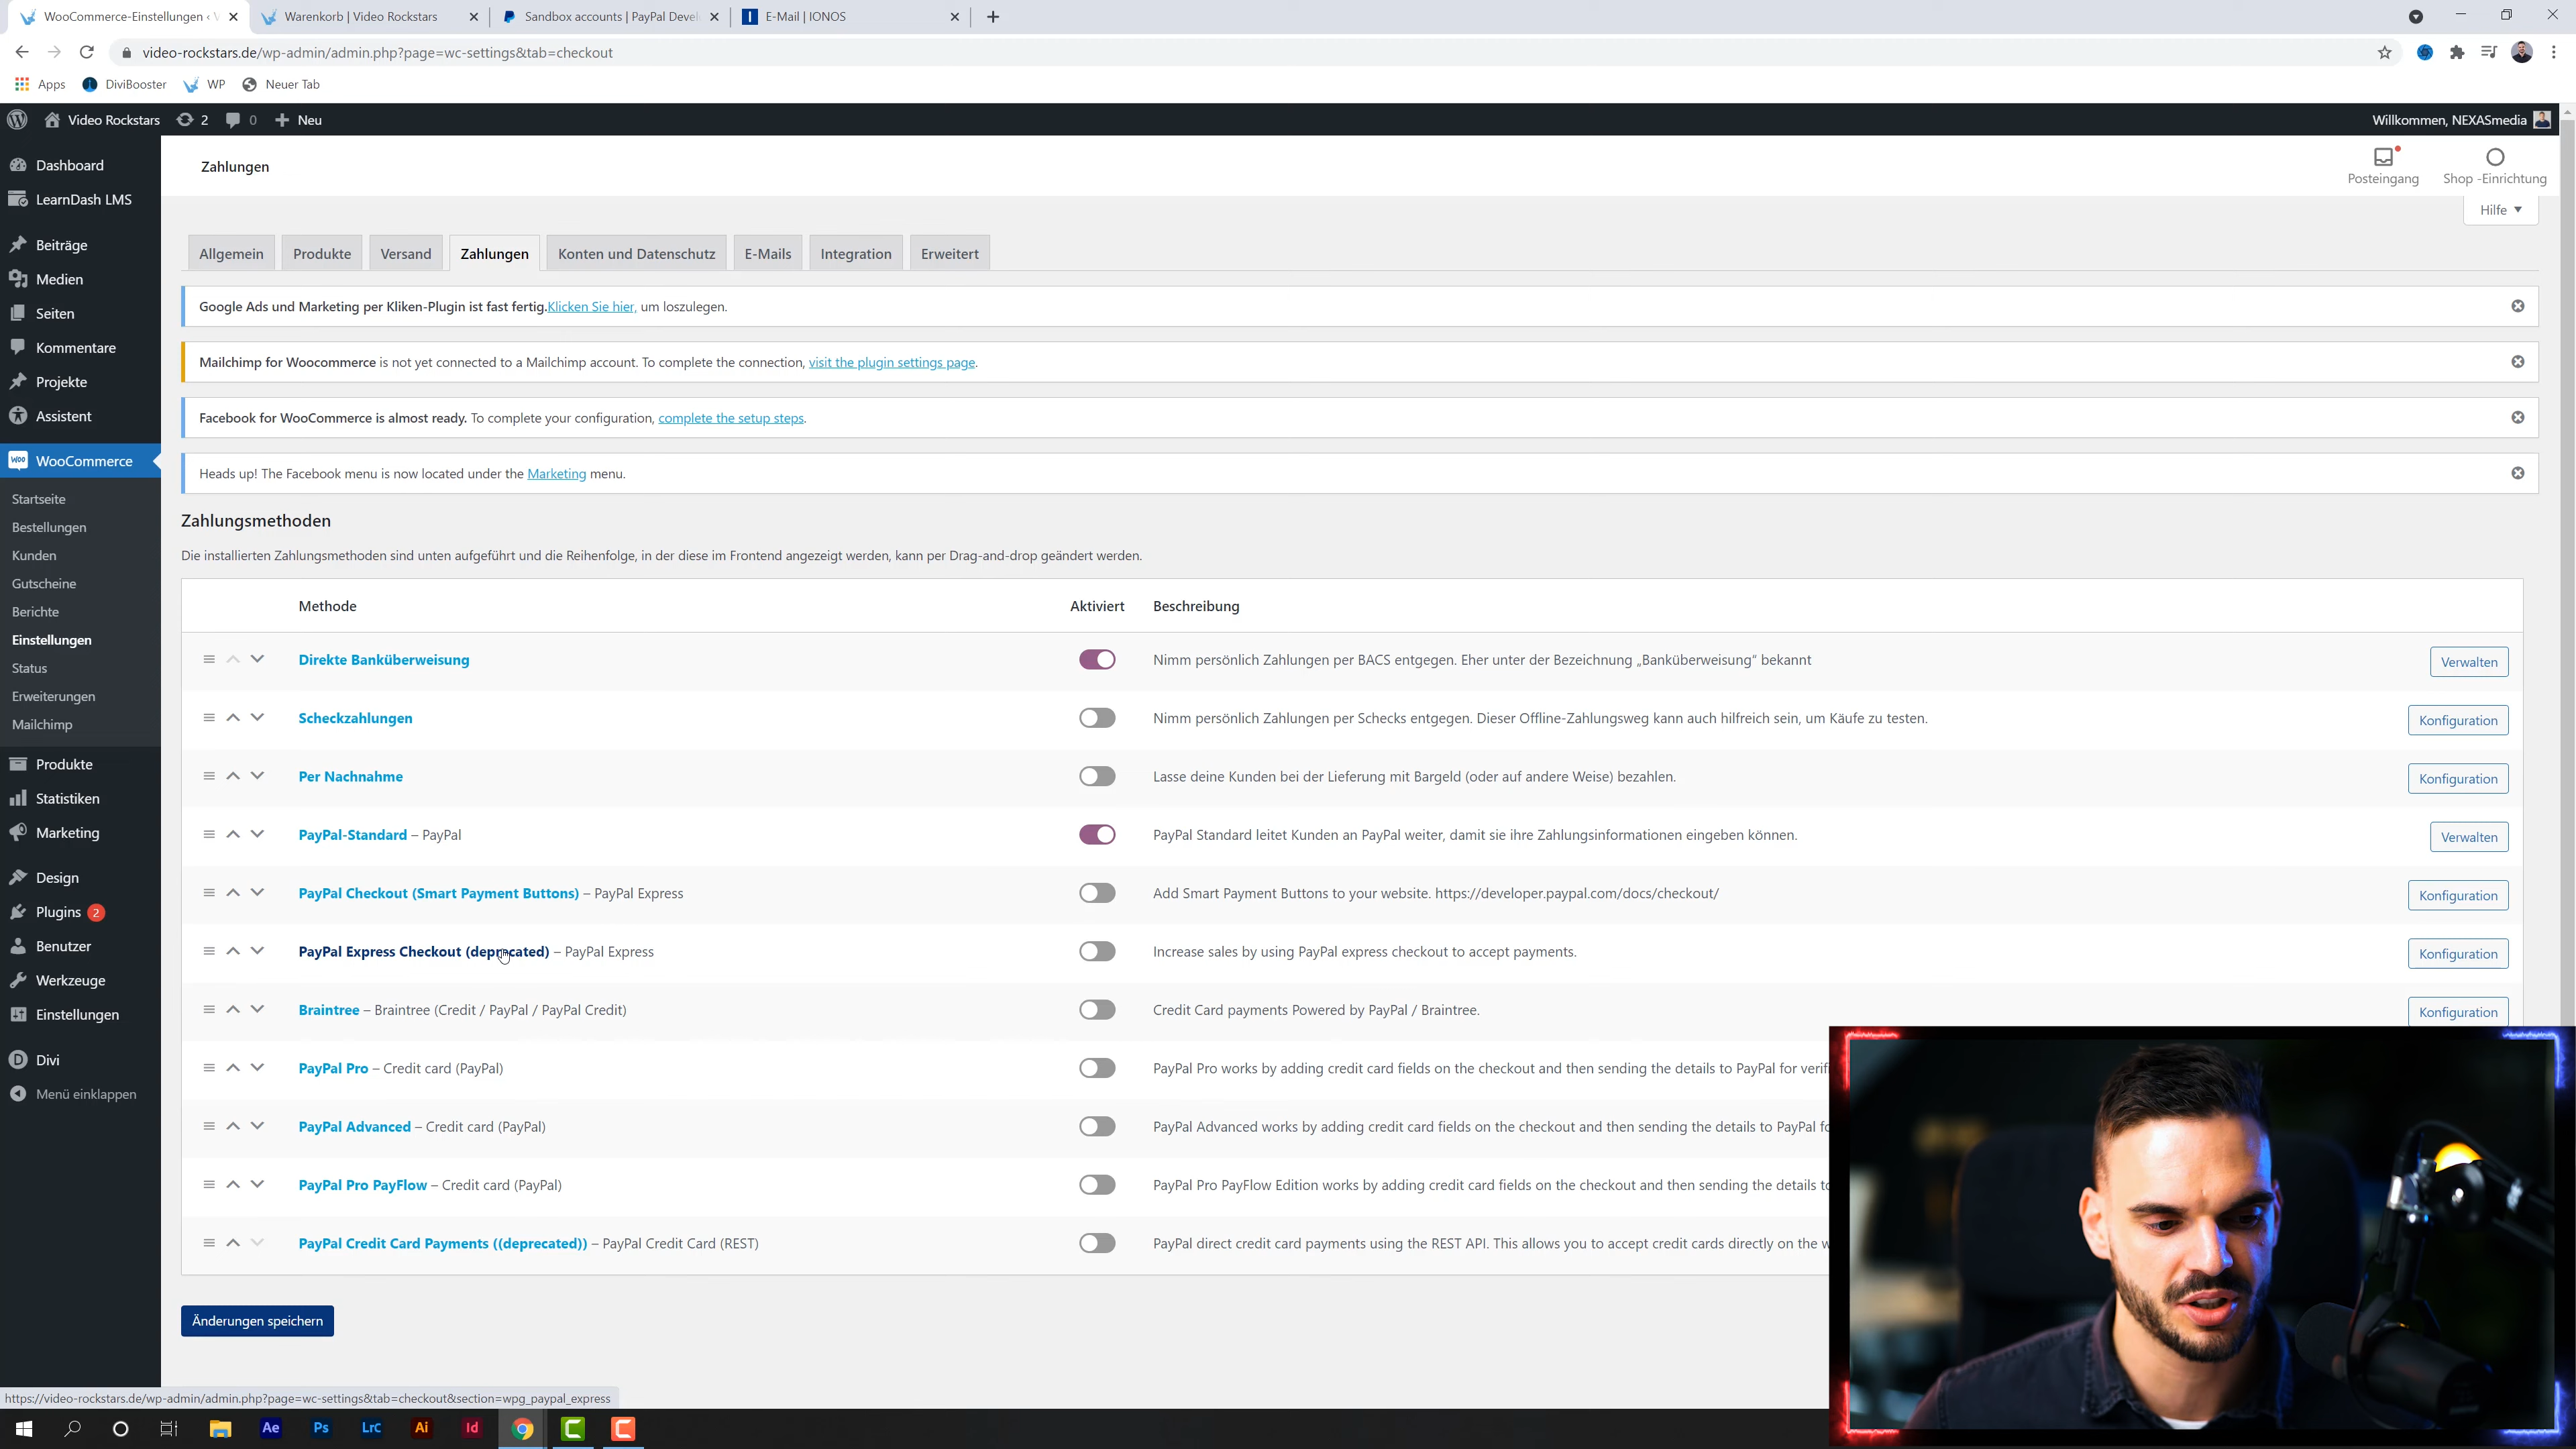 WooCommerce-Einstellungen ‹
Warenkorb | Video Rockstars
Sandbox accounts | PayPal Devel
E-Mail | IONOS
video-rockstars.de/wp-admin/admin.php?page=wc-settings&tab=checkout
Apps
DiviBooster
WP
Neuer Tab
Video Rockstars
2
0
Neu
Willkommen, NEXASmedia
Zahlungen
Posteingang
Shop -Einrichtung
Hilfe
Dashboard
LearnDash LMS
Beiträge
Medien
Seiten
Kommentare
Projekte
Assistent
WooCommerce
Startseite
Bestellungen
Kunden
Gutscheine
Berichte
Einstellungen
Status
Erweiterungen
Mailchimp
Produkte
Statistiken
Marketing
Design
Plugins 2
Benutzer
Werkzeuge
Einstellungen
Divi
Menü einklappen
Allgemein
Produkte
Versand
Zahlungen
Konten und Datenschutz
E-Mails
Integration
Erweitert
Google Ads und Marketing per Kliken-Plugin ist fast fertig.Klicken Sie hier, um loszulegen.
Mailchimp for Woocommerce is not yet connected to a Mailchimp account. To complete the connection, visit the plugin settings page.
Facebook for WooCommerce is almost ready. To complete your configuration, complete the setup steps.
Heads up! The Facebook menu is now located under the Marketing menu.
Zahlungsmethoden
Die installierten Zahlungsmethoden sind unten aufgeführt und die Reihenfolge, in der diese im Frontend angezeigt werden, kann per Drag-and-drop geändert werden.
Methode Aktiviert Beschreibung
Direkte Banküberweisung Nimm persönlich Zahlungen per BACS entgegen. Eher unter der Bezeichnung „Banküberweisung“ bekannt Verwalten
Scheckzahlungen Nimm persönlich Zahlungen per Schecks entgegen. Dieser Offline-Zahlungsweg kann auch hilfreich sein, um Käufe zu testen. Konfiguration
Per Nachnahme Lasse deine Kunden bei der Lieferung mit Bargeld (oder auf andere Weise) bezahlen. Konfiguration
PayPal-Standard – PayPal PayPal Standard leitet Kunden an PayPal weiter, damit sie ihre Zahlungsinformationen eingeben können. Verwalten
PayPal Checkout (Smart Payment Buttons) – PayPal Express Add Smart Payment Buttons to your website. https://developer.paypal.com/docs/checkout/ Konfiguration
PayPal Express Checkout (deprecated) – PayPal Express Increase sales by using PayPal express checkout to accept payments. Konfiguration
Braintree – Braintree (Credit / PayPal / PayPal Credit) Credit Card payments Powered by PayPal / Braintree. Konfiguration
PayPal Pro – Credit card (PayPal) PayPal Pro works by adding credit card fields on the checkout and then sending the details to PayPal for verifi
PayPal Advanced – Credit card (PayPal) PayPal Advanced works by adding credit card fields on the checkout and then sending the details to PayPal fo
PayPal Pro PayFlow – Credit card (PayPal) PayPal Pro PayFlow Edition works by adding credit card fields on the checkout and then sending the details to
PayPal Credit Card Payments ((deprecated)) – PayPal Credit Card (REST) PayPal direct credit card payments using the REST API. This allows you to accept credit cards directly on the w
Änderungen speichern
https://video-rockstars.de/wp-admin/admin.php?page=wc-settings&tab=checkout&section=wpg_paypal_express
Ae
Ps
LrC
Ai
Id